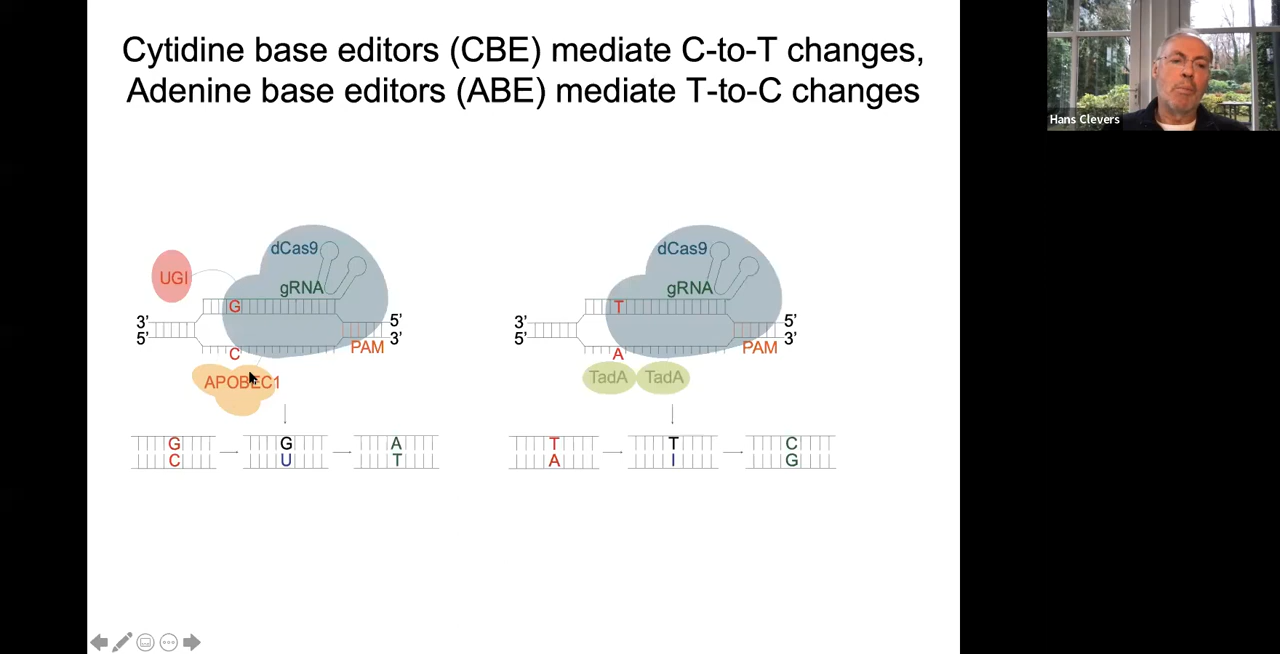 Cytidine base editors (CBE) mediate C-to-T changes,
Adenine base editors (ABE) mediate T-to-C changes
Hans Clevers
UGI
dCas9
gRNA
G
3'
5'
5'
3'
C
PAM
APOBEC1
G
C
G
U
A
T
dCas9
gRNA
T
3'
5'
5'
3'
A
PAM
TadA
TadA
T
A
T
I
C
G